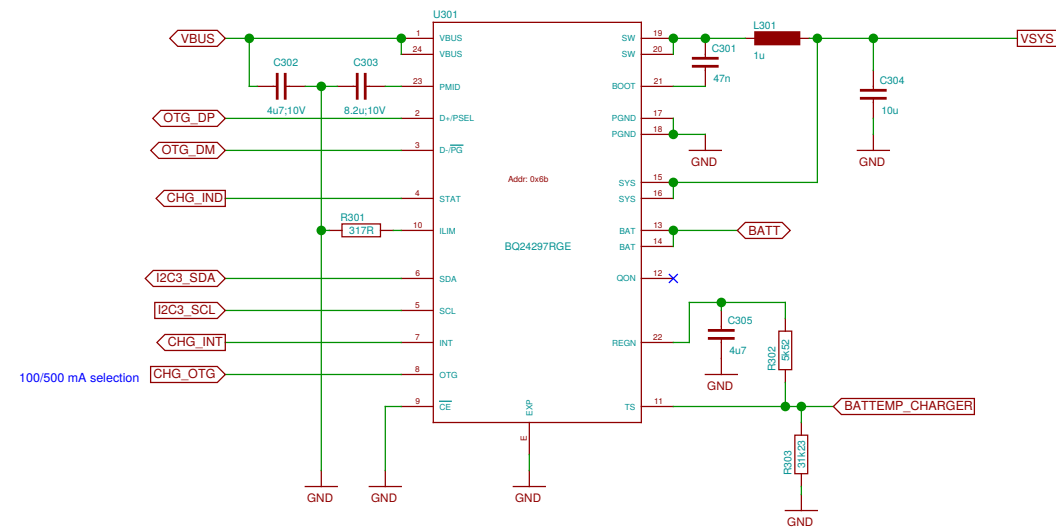 U301
VBUS
1
VBUS
24
VBUS
C302
4u7;10V
C303
8.2u;10V
23
PMID
OTG_DP
2
D+/PSEL
OTG_DM
3
D-/PG
CHG_IND
4
STAT
R301
317R
10
ILIM
I2C3_SDA
6
SDA
I2C3_SCL
5
SCL
CHG_INT
7
INT
100/500 mA selection
CHG_OTG
8
OTG
9
CE
GND
GND
Addr: 0x6b
BQ24297RGE
EXP
E
GND
SW
19
SW
20
C301
47n
L301
1u
VSYS
BOOT
21
C304
10u
GND
PGND
17
PGND
18
GND
SYS
15
SYS
16
BAT
13
BAT
14
BATT
QON
12
REGN
22
C305
4u7
GND
R302
5k52
TS
11
BATTEMP_CHARGER
R303
31k23
GND